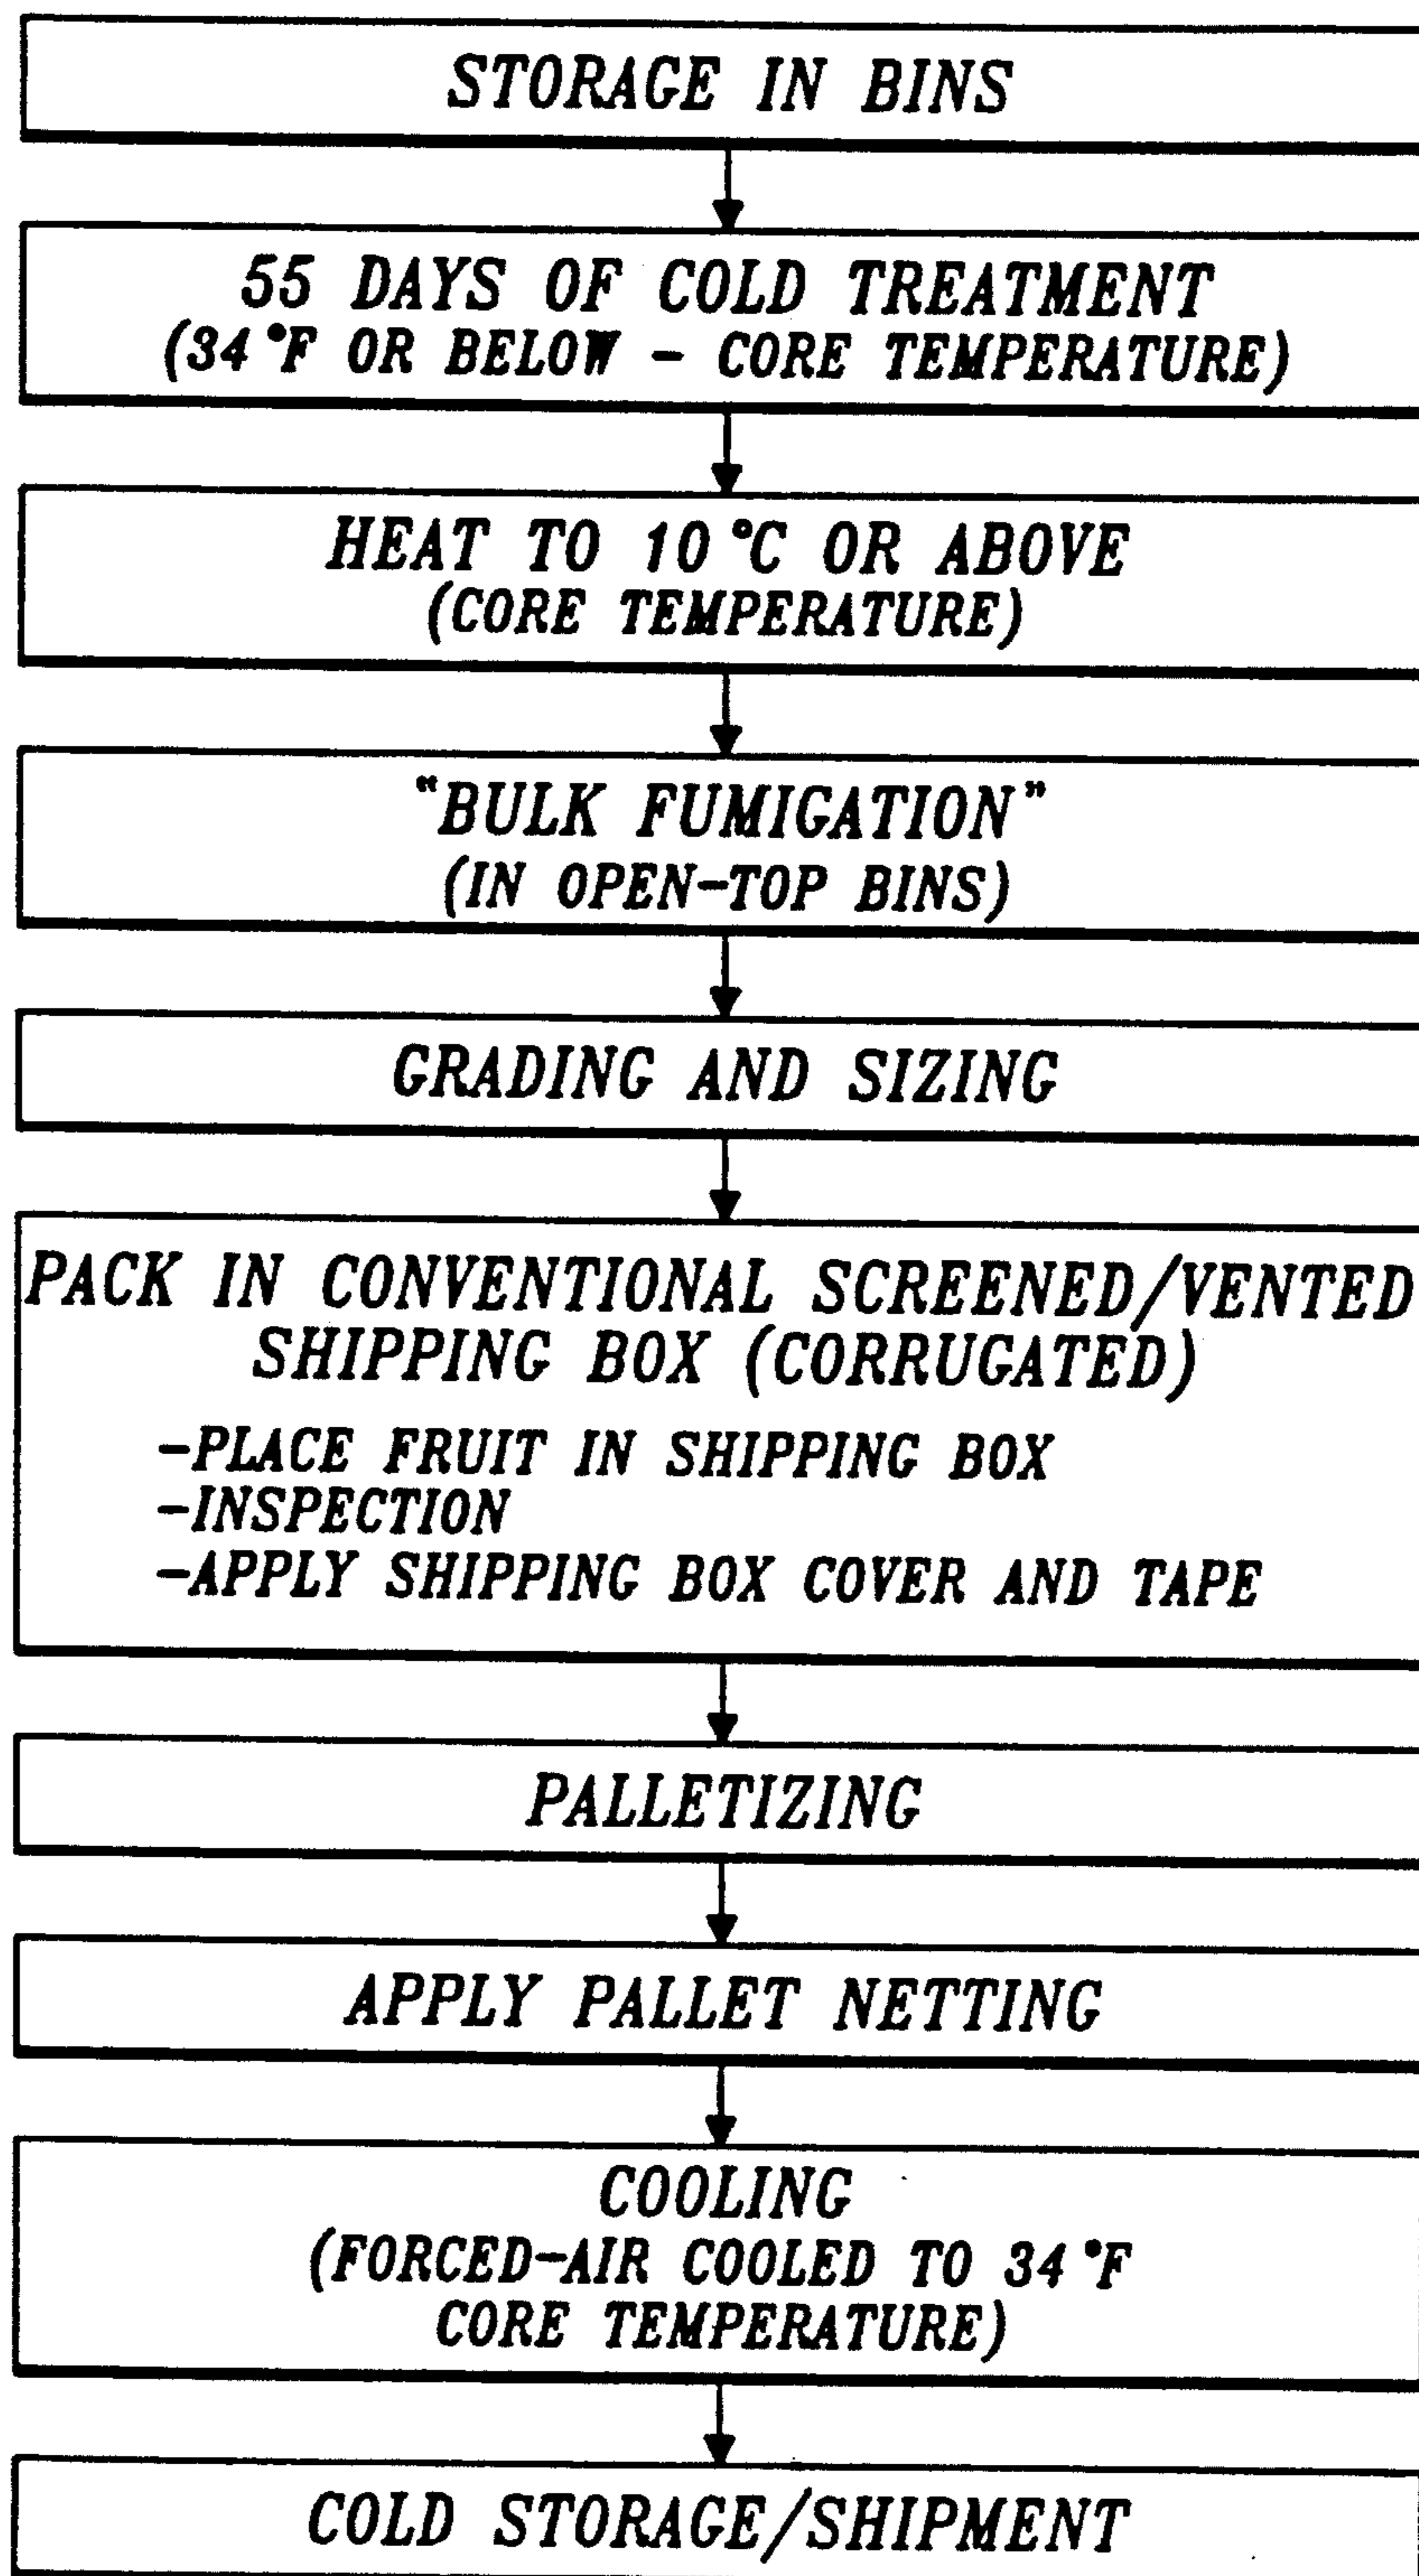 STORAGE IN BINS
55 DAYS OF COLD TREATMENT
(34°F OR BELOW - CORE TEMPERATURE)
HEAT TO 10°C OR ABOVE
(CORE TEMPERATURE)
"BULK FUMIGATION"
(IN OPEN-TOP BINS)
GRADING AND SIZING
PACK IN CONVENTIONAL SCREENED/VENTED
SHIPPING BOX (CORRUGATED)
-PLACE FRUIT IN SHIPPING BOX
-INSPECTION
-APPLY SHIPPING BOX COVER AND TAPE
PALLETIZING
APPLY PALLET NETTING
COOLING
(FORCED-AIR COOLED TO 34°F
CORE TEMPERATURE)
COLD STORAGE/SHIPMENT